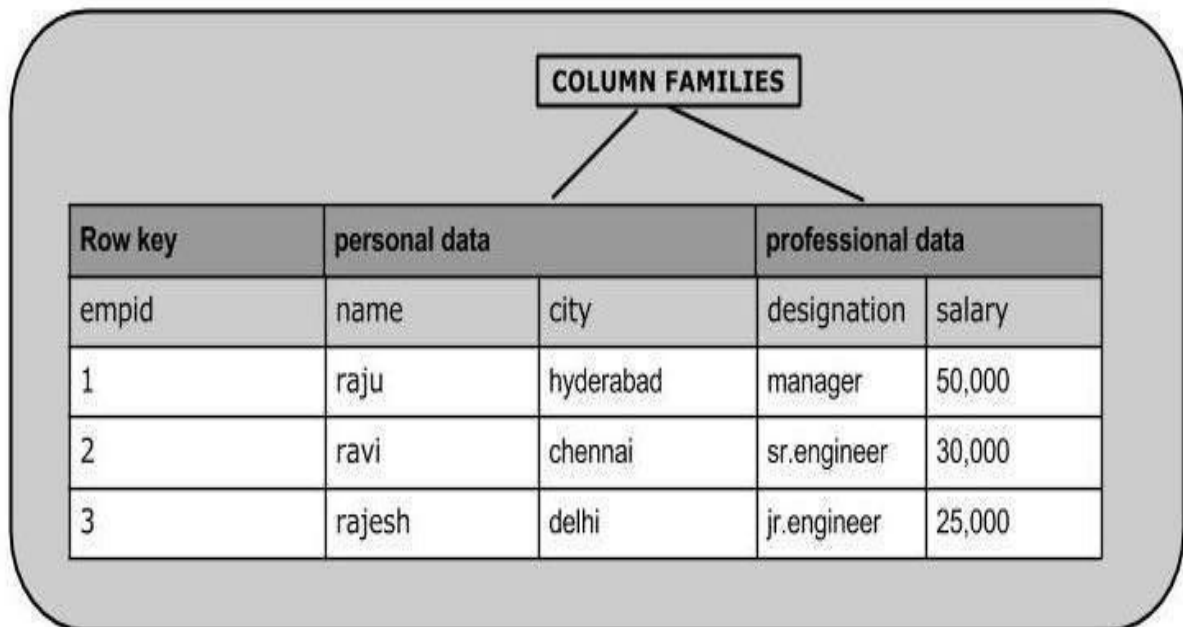 COLUMN FAMILIES
Row key personal data professional data
empid name city designation salary
1 raju hyderabad manager 50,000
2 ravi chennai sr.engineer 30,000
3 rajesh delhi jr.engineer 25,000